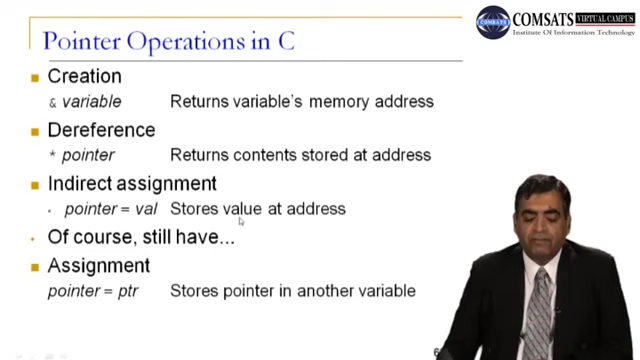 Pointer Operations in C
COMSATS VIRTUAL CAMPUS
Institute Of Information Technology
Creation
& variable Returns variable's memory address
Dereference
* pointer Returns contents stored at address
Indirect assignment
pointer = val Stores value at address
Of course, still have...
Assignment
pointer = ptr Stores pointer in another variable
6